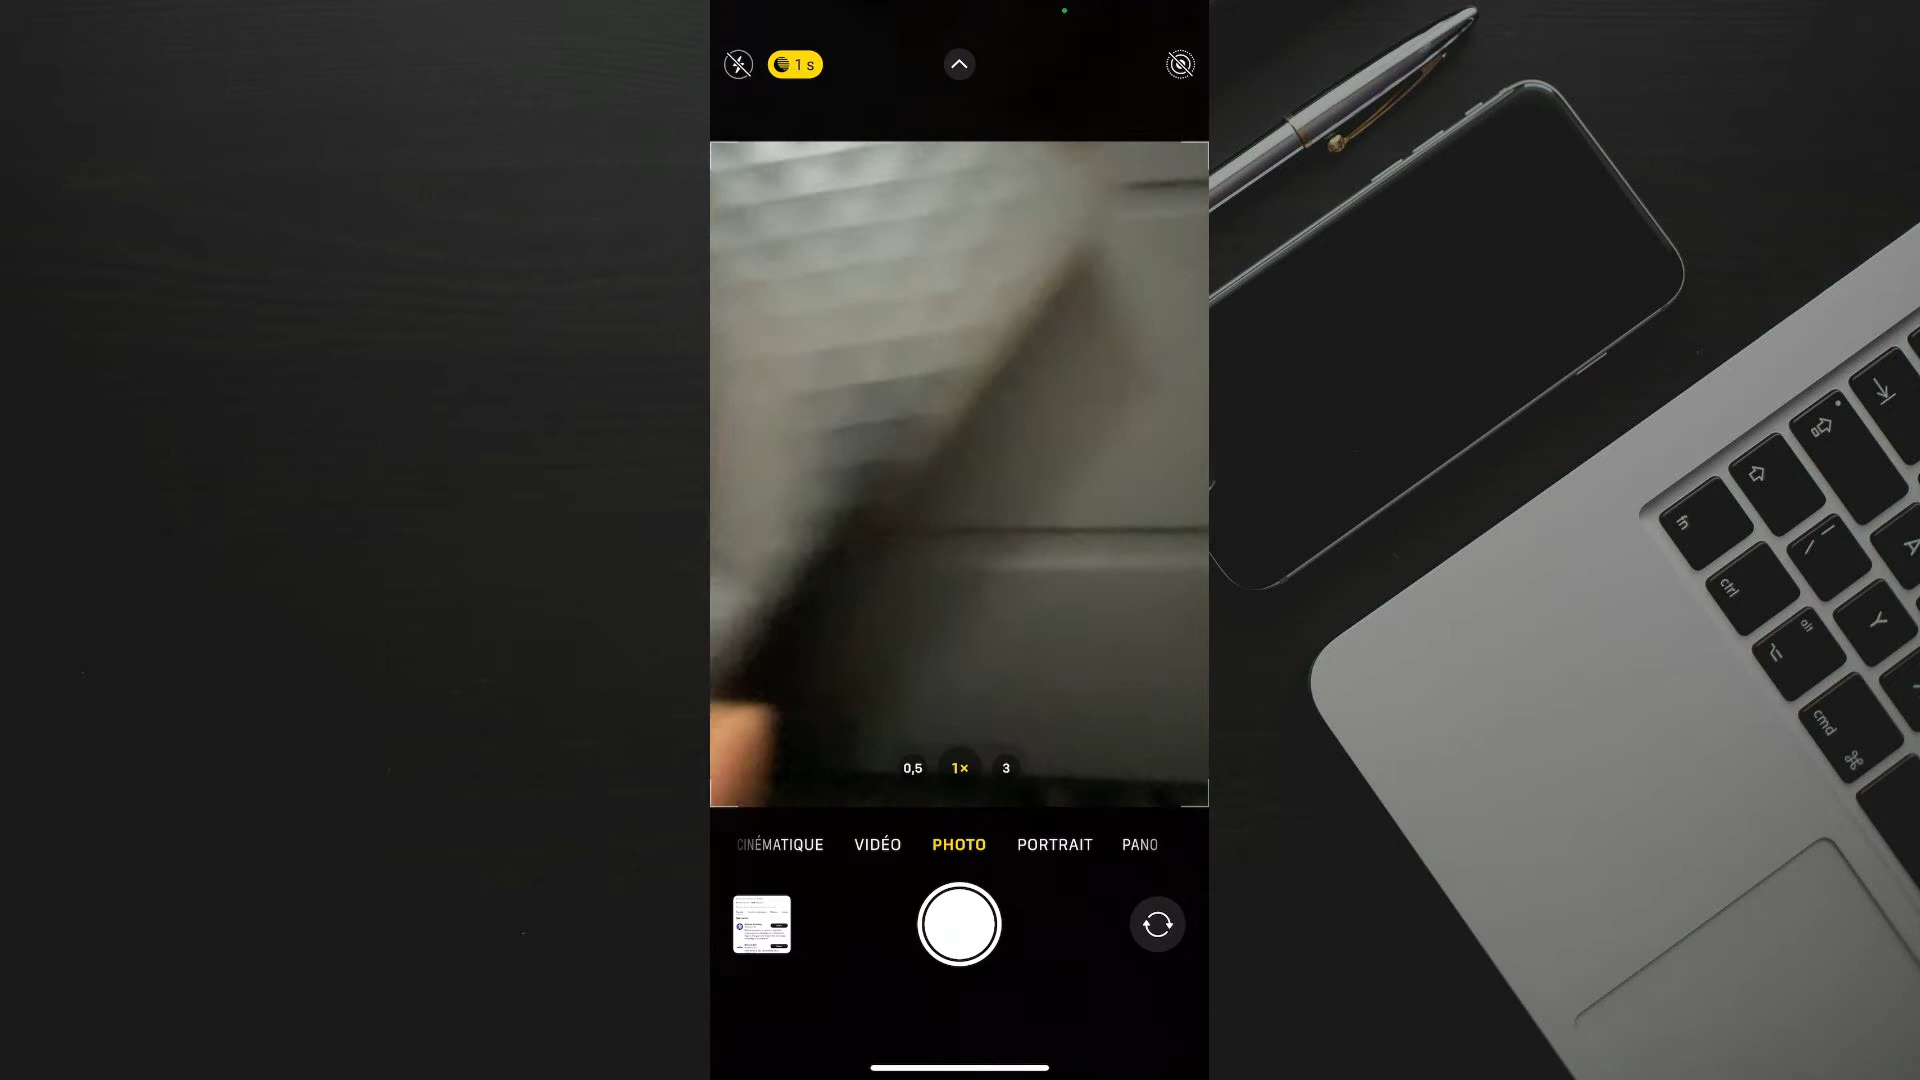 1 s
0,5 1× 3
CINÉMATIQUE VIDÉO PHOTO PORTRAIT PANO
fn
ctrl
alt
cmd
⌘
A
Y